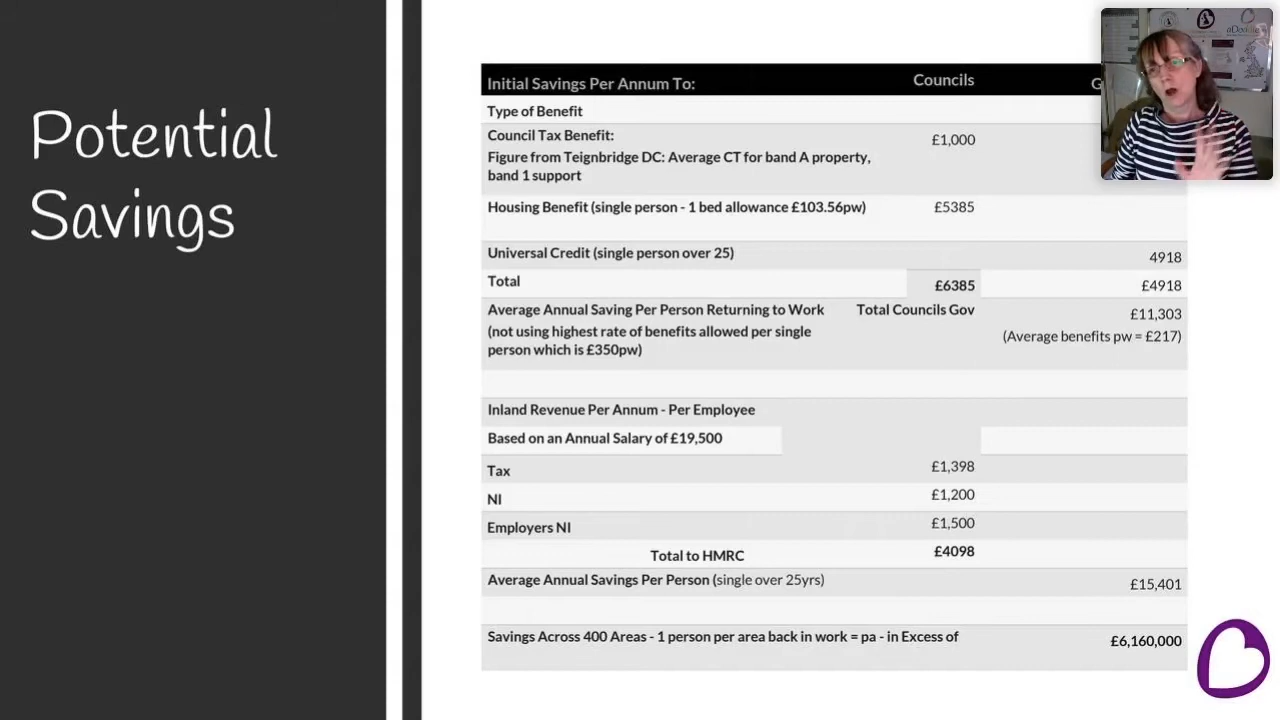 Potential
Savings
Initial Savings Per Annum To:
Councils
G
Type of Benefit
Council Tax Benefit:
£1,000
Figure from Teignbridge DC: Average CT for band A property,
band 1 support
Housing Benefit (single person - 1 bed allowance £103.56pw)
£5385
Universal Credit (single person over 25)
4918
Total
£6385
£4918
Average Annual Saving Per Person Returning to Work
Total Councils Gov
£11,303
(not using highest rate of benefits allowed per single
(Average benefits pw = £217)
person which is £350pw)
Inland Revenue Per Annum - Per Employee
Based on an Annual Salary of £19,500
Tax
£1,398
NI
£1,200
Employers NI
£1,500
Total to HMRC
£4098
Average Annual Savings Per Person (single over 25yrs)
£15,401
Savings Across 400 Areas - 1 person per area back in work = pa - in Excess of
£6,160,000